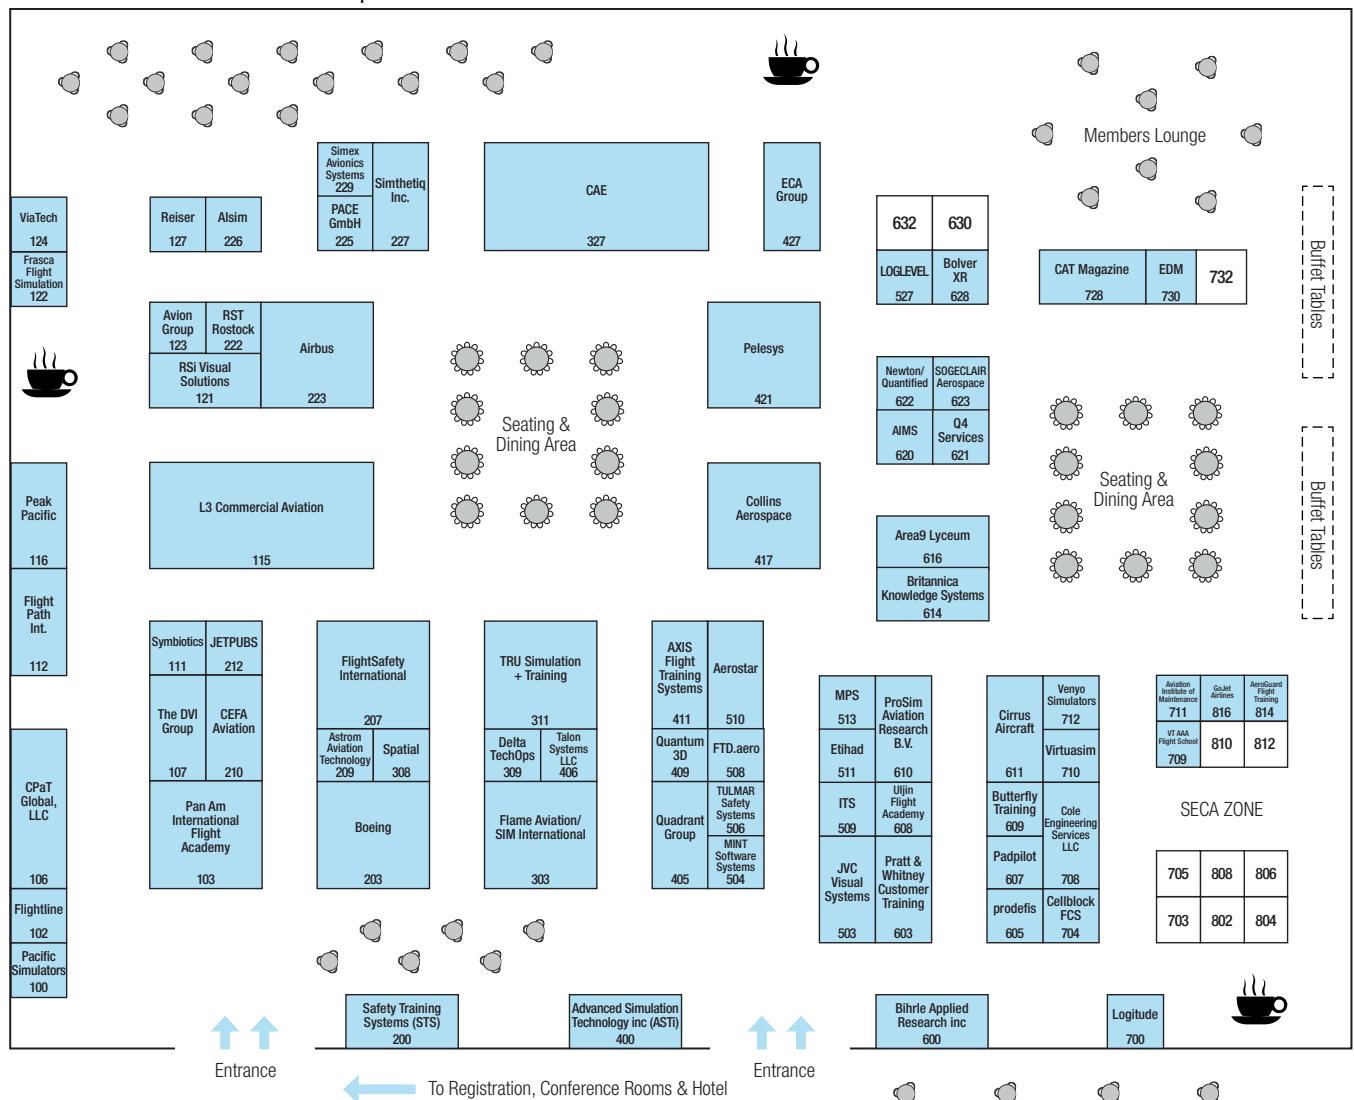 Members Lounge
Simex
Avionics
Systems
229
PACE
GmbH
225
Simthetiq
Inc.
227
CAE
327
ECA
Group
427
ViaTech
124
Frasca
Flight
Simulation
122
Reiser
127
Alsim
226
632
630
LOGLEVEL
527
Bolver
XR
628
CAT Magazine
728
EDM
730
732
Buffet Tables
Avion
Group
123
RST
Rostock
222
RSi Visual
Solutions
121
Airbus
223
Seating &
Dining Area
Pelesys
421
Newton/
Quantified
622
SOGECLAIR
Aerospace
623
AIMS
620
Q4
Services
621
Seating &
Dining Area
Buffet Tables
Peak
Pacific
116
Flight
Path
Int.
112
L3 Commercial Aviation
115
Collins
Aerospace
417
Area9 Lyceum
616
Britannica
Knowledge Systems
614
Symbiotics
111
JETPUBS
212
The DVI
Group
107
CEFA
Aviation
210
Pan Am
International
Flight
Academy
103
FlightSafety
International
207
Astrom
Aviation
Technology
209
Spatial
308
Boeing
203
TRU Simulation
+ Training
311
Delta
TechOps
309
Talon
Systems
LLC
406
Flame Aviation/
SIM International
303
AXIS
Flight
Training
Systems
411
Aerostar
510
Quantum
3D
409
FTD.aero
508
Quadrant
Group
405
TULMAR
Safety
Systems
506
MINT
Software
Systems
504
MPS
513
ProSim
Aviation
Research
B.V.
610
Etihad
511
ITS
509
Uljin
Flight
Academy
608
JVC
Visual
Systems
503
Pratt &
Whitney
Customer
Training
603
Cirrus
Aircraft
611
Venyo
Simulators
712
Virtuasim
710
Butterfly
Training
609
Cole
Engineering
Services
LLC
708
Padpilot
607
prodefis
605
Cellblock
FCS
704
Aviation
Institute of
Maintenance
711
GoJet
Airlines
816
AeroGuard
Flight
Training
814
VT AAA
Flight School
709
810
812
SECA ZONE
705
808
806
703
802
804
CPaT
Global,
LLC
106
Flightline
102
Pacific
Simulators
100
Safety Training
Systems (STS)
200
Advanced Simulation
Technology inc (ASTi)
400
Bihrle Applied
Research inc
600
Logitude
700
Entrance
Entrance
To Registration, Conference Rooms & Hotel